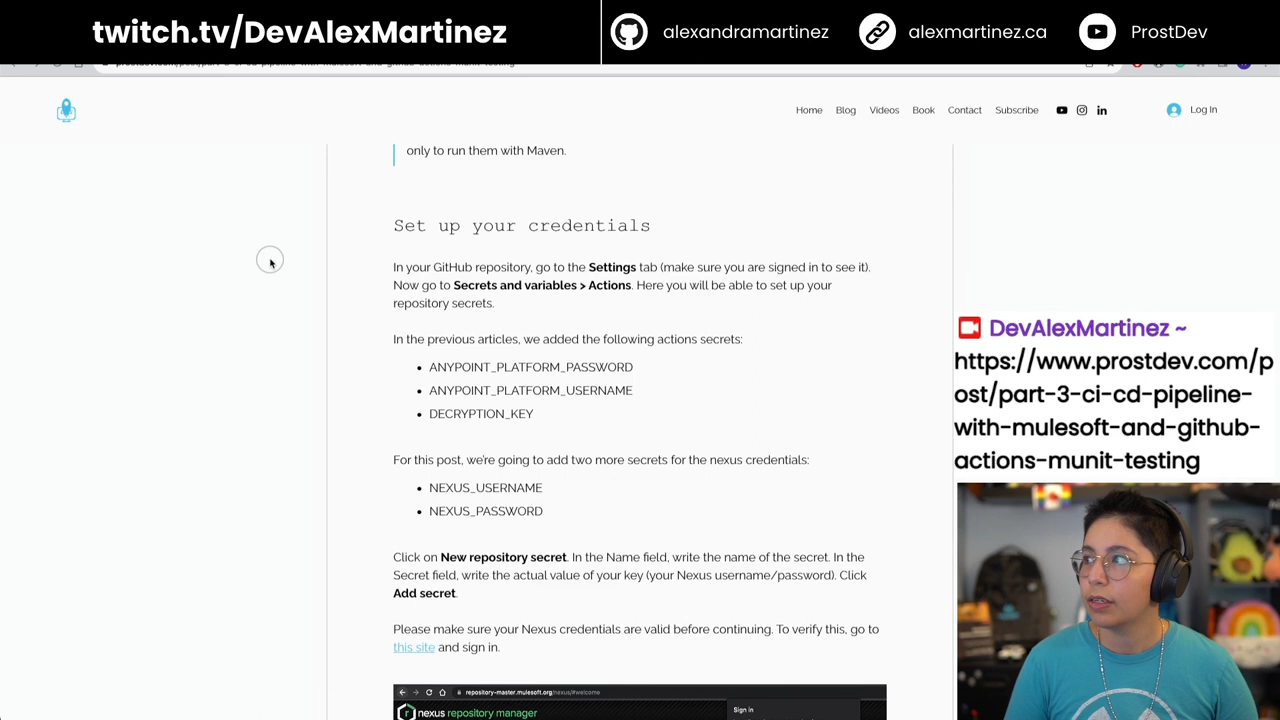 twitch.tv/DevAlexMartinez
alexandramartinez
alexmartinez.ca
ProstDev
Home
Blog
Videos
Book
Contact
Subscribe
Log In
only to run them with Maven.
Set up your credentials
In your GitHub repository, go to the Settings tab (make sure you are signed in to see it).
Now go to Secrets and variables > Actions. Here you will be able to set up your
repository secrets.
In the previous articles, we added the following actions secrets:
• ANYPOINT_PLATFORM_PASSWORD
• ANYPOINT_PLATFORM_USERNAME
• DECRYPTION_KEY
For this post, we're going to add two more secrets for the nexus credentials:
• NEXUS_USERNAME
• NEXUS_PASSWORD
Click on New repository secret. In the Name field, write the name of the secret. In the
Secret field, write the actual value of your key (your Nexus username/password). Click
Add secret.
Please make sure your Nexus credentials are valid before continuing. To verify this, go to
this site and sign in.
repository-master.mulesoft.org/nexus/#welcome
nexus repository manager
Sign in
DevAlexMartinez ~
https://www.prostdev.com/p
ost/part-3-ci-cd-pipeline-
with-mulesoft-and-github-
actions-munit-testing